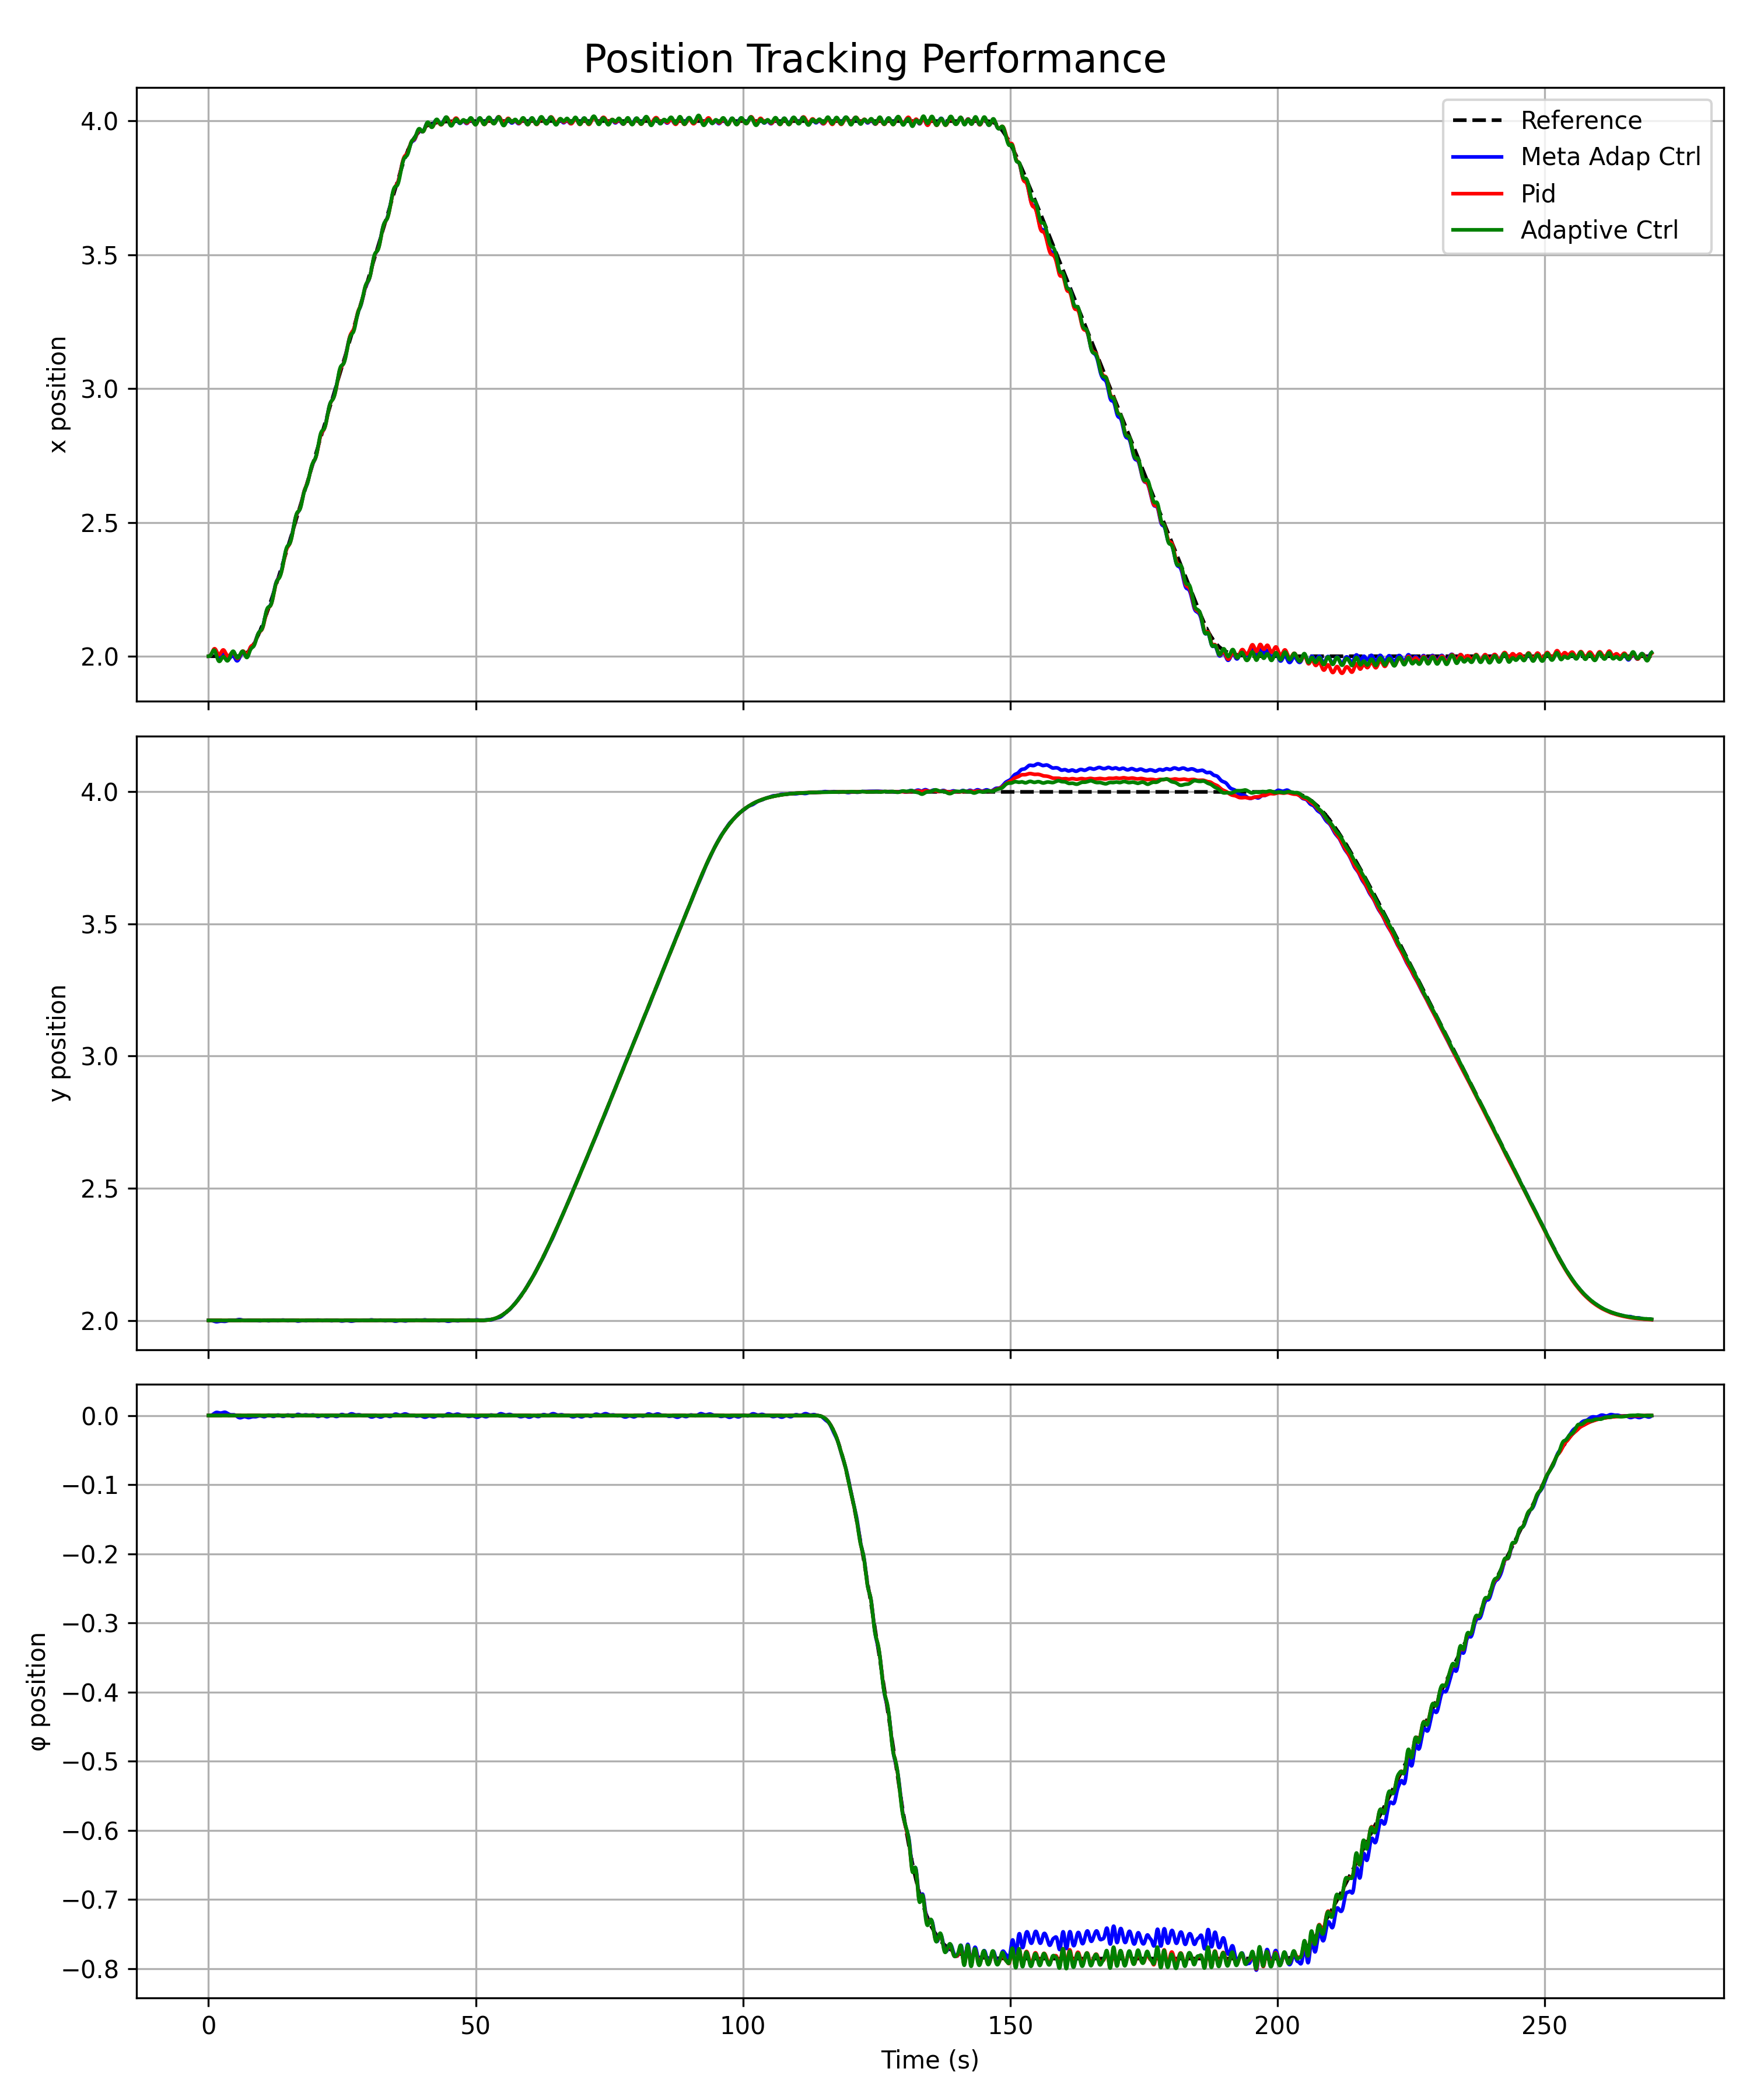 Position Tracking Performance
4.0
3.5
3.0
2.5
2.0
x position
Reference
Meta Adap Ctrl
Pid
Adaptive Ctrl
4.0
3.5
3.0
2.5
2.0
y position
0.0
−0.1
−0.2
−0.3
−0.4
−0.5
−0.6
−0.7
−0.8
φ position
0 50 100 150 200 250
Time (s)